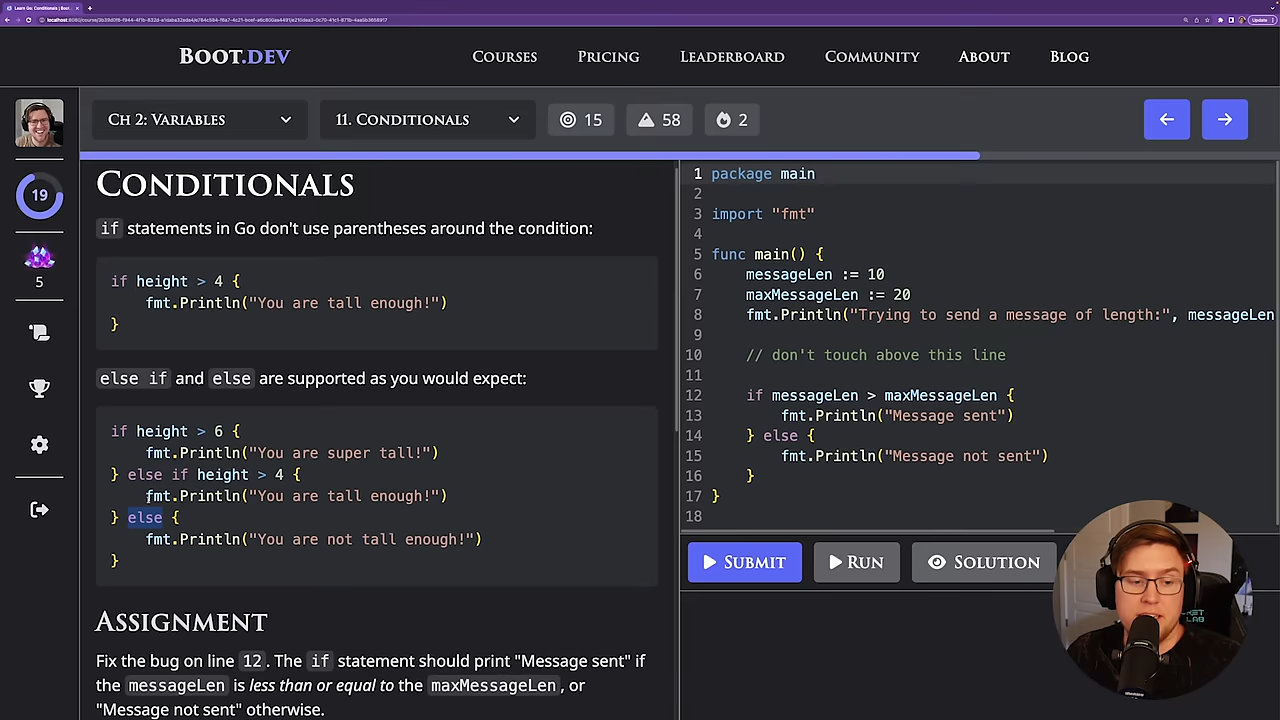 Learn Go: Conditionals | Boot
Update
BOOT.DEV
COURSES
PRICING
LEADERBOARD
COMMUNITY
ABOUT
BLOG
CH 2: VARIABLES
11. CONDITIONALS
15
58
2
19
5
CONDITIONALS
if statements in Go don't use parentheses around the condition:
if height > 4 {
fmt.Println("You are tall enough!")
}
else if and else are supported as you would expect:
if height > 6 {
fmt.Println("You are super tall!")
} else if height > 4 {
fmt.Println("You are tall enough!")
} else {
fmt.Println("You are not tall enough!")
}
ASSIGNMENT
Fix the bug on line 12. The if statement should print "Message sent" if
the messageLen is less than or equal to the maxMessageLen, or
"Message not sent" otherwise.
1 package main
2
3 import "fmt"
4
5 func main() {
6 messageLen := 10
7 maxMessageLen := 20
8 fmt.Println("Trying to send a message of length:", messageLen
9
10 // don't touch above this line
11
12 if messageLen > maxMessageLen {
13 fmt.Println("Message sent")
14 } else {
15 fmt.Println("Message not sent")
16 }
17 }
18
SUBMIT
RUN
SOLUTION